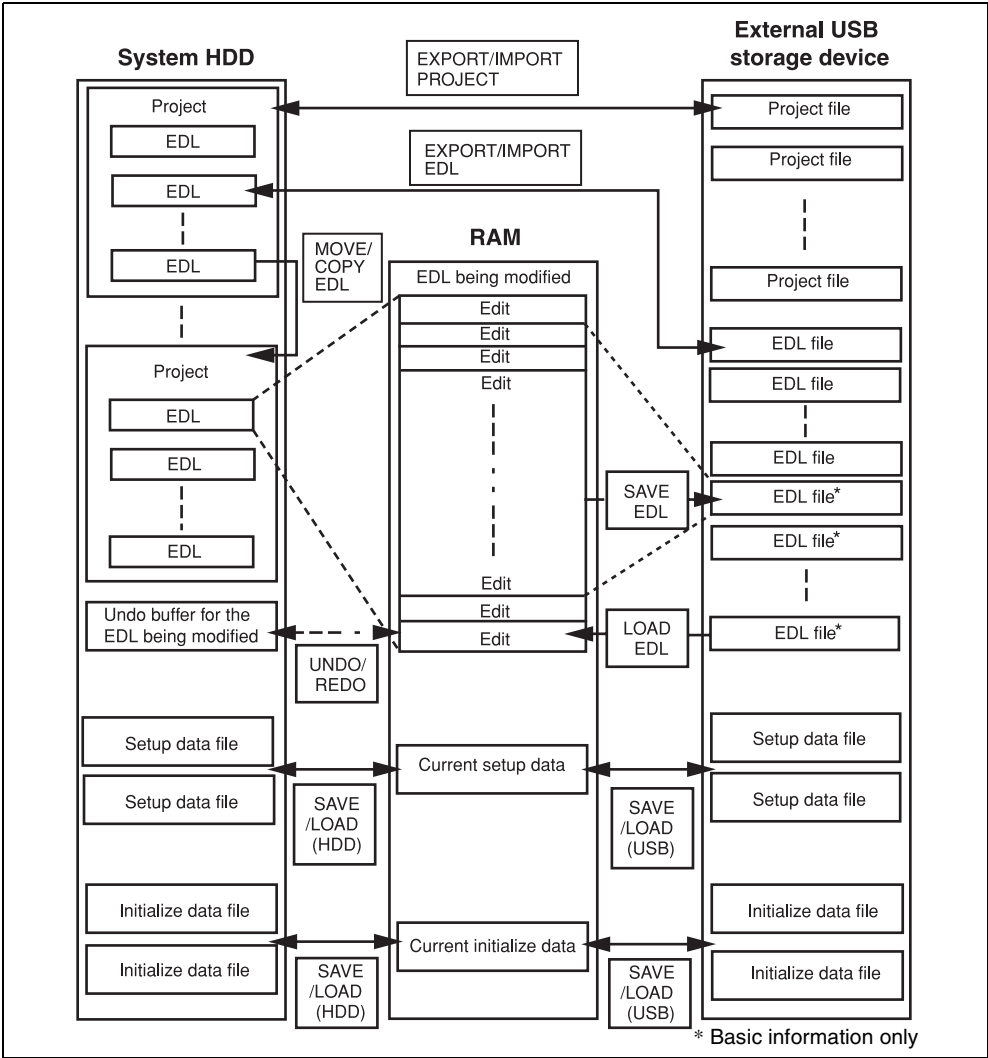 System HDD
Project
EDL
EDL
EDL
Project
EDL
EDL
EDL
Undo buffer for the
EDL being modified
Setup data file
Setup data file
Initialize data file
Initialize data file
EXPORT/IMPORT
PROJECT
EXPORT/IMPORT
EDL
MOVE/
COPY
EDL
UNDO/
REDO
SAVE
/LOAD
(HDD)
SAVE
/LOAD
(HDD)
RAM
EDL being modified
Edit
Edit
Edit
Edit
Edit
Edit
Edit
Current setup data
Current initialize data
SAVE
EDL
LOAD
EDL
SAVE
/LOAD
(USB)
SAVE
/LOAD
(USB)
External USB
storage device
Project file
Project file
Project file
EDL file
EDL file
EDL file
EDL file*
EDL file*
EDL file*
Setup data file
Setup data file
Initialize data file
Initialize data file
* Basic information only